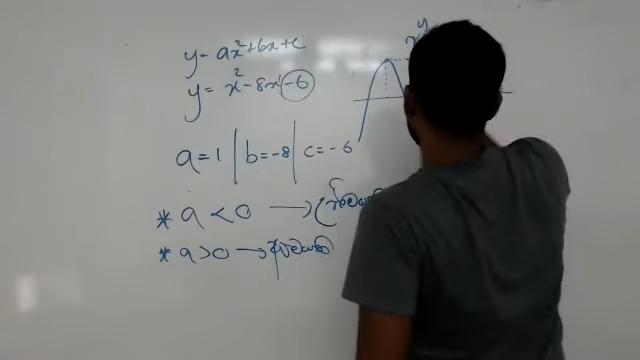 y = ax² + bx + c
y = x² - 8x - 6
a = 1 | b = -8 | c = -6
* a < 0 →
* a > 0 →
y
x